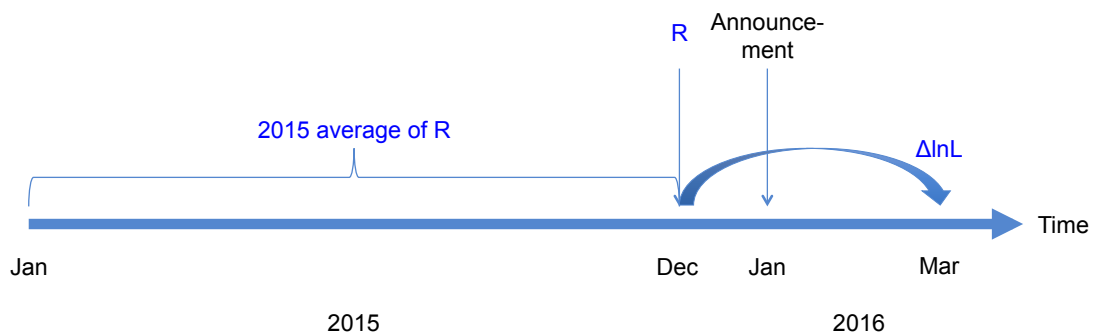 R
Announce-
ment
2015 average of R
ΔlnL
Time
Jan
Dec
Jan
Mar
2015
2016